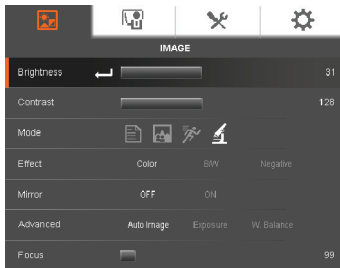 IMAGE
Brightness 31
Contrast 128
Mode
Effect Color B/W Negative
Mirror OFF ON
Advanced Auto Image Exposure W. Balance
Focus 99